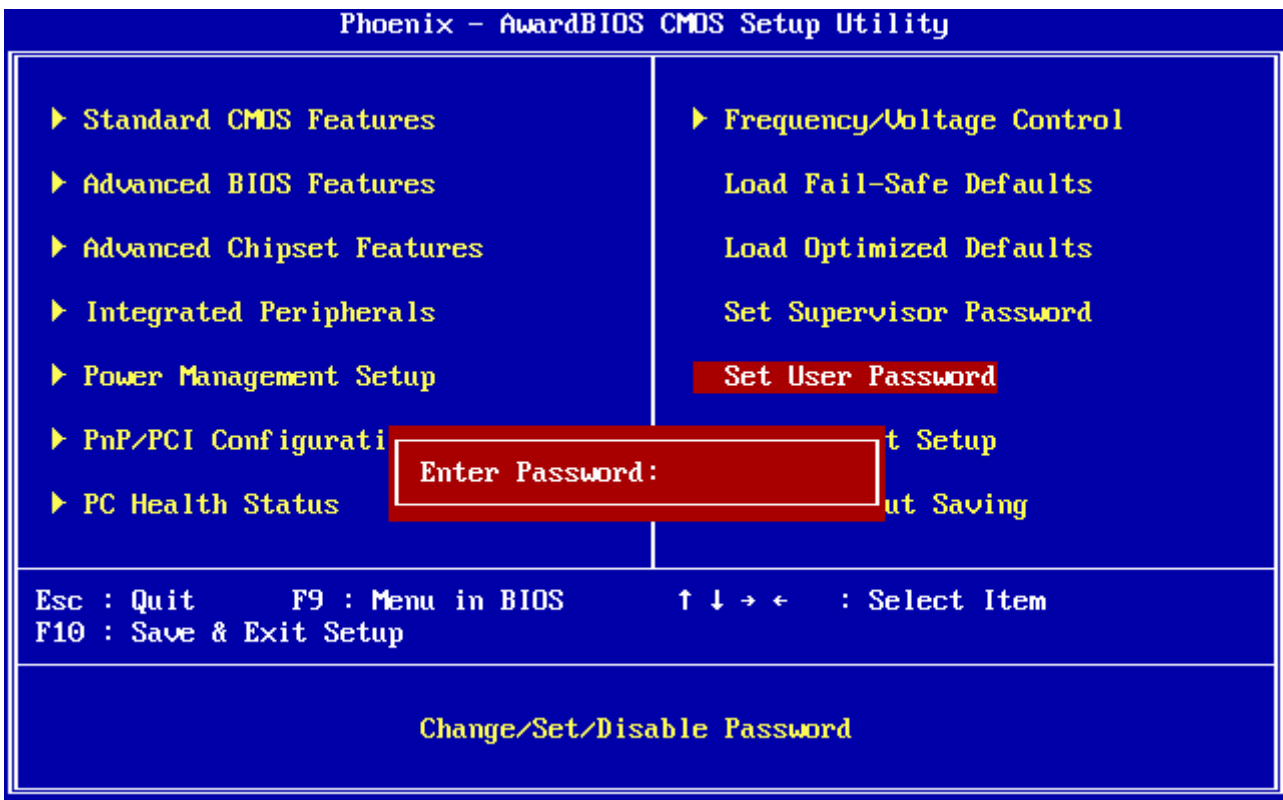 Phoenix - AwardBIOS CMOS Setup Utility
Standard CMOS Features
Advanced BIOS Features
Advanced Chipset Features
Integrated Peripherals
Power Management Setup
PnP/PCI Configurati
PC Health Status
Frequency/Voltage Control
Load Fail-Safe Defaults
Load Optimized Defaults
Set Supervisor Password
Set User Password
t Setup
ut Saving
Enter Password:
Esc : Quit F9 : Menu in BIOS ↑ ↓ → ← : Select Item
F10 : Save & Exit Setup
Change/Set/Disable Password